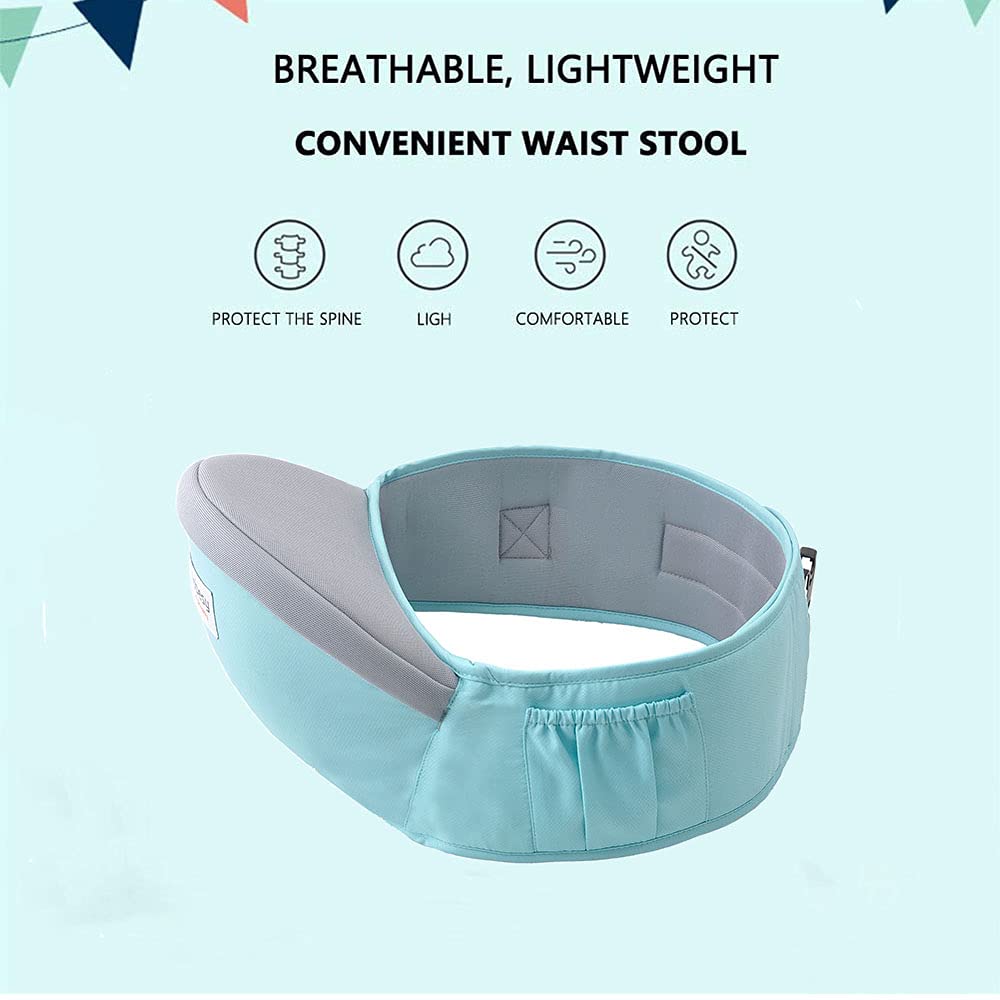 BREATHABLE, LIGHTWEIGHT
CONVENIENT WAIST STOOL
PROTECT THE SPINE
LIGH
COMFORTABLE
PROTECT